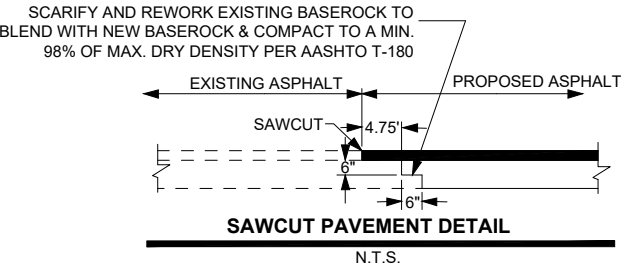 SCARIFY AND REWORK EXISTING BASEROCK TO
BLEND WITH NEW BASEROCK & COMPACT TO A MIN.
98% OF MAX. DRY DENSITY PER AASHTO T-180
EXISTING ASPHALT
PROPOSED ASPHALT
SAWCUT
4.75'
6"
6"
SAWCUT PAVEMENT DETAIL
N.T.S.